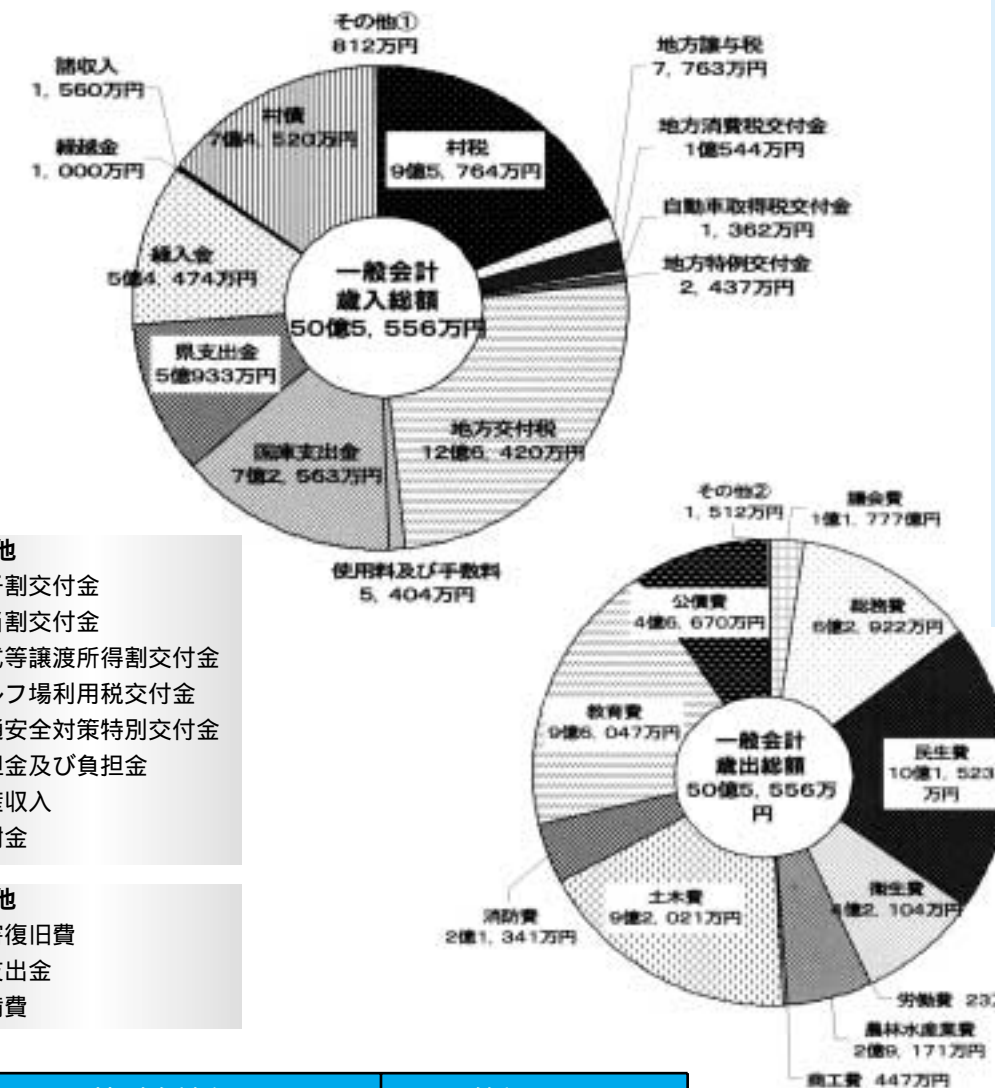 その他①
812万円
地方譲与税
7, 763万円
諸収入
1, 560万円
村債
7億4, 520万円
地方消費税交付金
1億544万円
村税
9億5, 764万円
繰越金
1, 000万円
自動車取得税交付金
1, 362万円
地方特例交付金
2, 437万円
繰入金
5億4, 474万円
一般会計
歳入総額
50億5, 556万円
県支出金
5億933万円
地方交付税
12億6, 420万円
国庫支出金
7億2, 563万円
使用料及び手数料
5, 404万円
他
割交付金
割交付金
等譲渡所得割交付金
フ場利用税交付金
安全対策特別交付金
金及び負担金
収入
金
他
復旧費
支出金
費
その他②
1, 512万円
議会費
1億1, 777億円
公債費
4億6, 670万円
総務費
6億2, 922万円
教育費
9億6, 047万円
一般会計
歳出総額
50億5, 556万
円
民生費
10億1, 523
万円
衛生費
4億2, 104万円
土木費
9億2, 021万円
消防費
2億1, 341万円
労働費 23
農林水産業費
2億9, 171万円
商工費 447万円